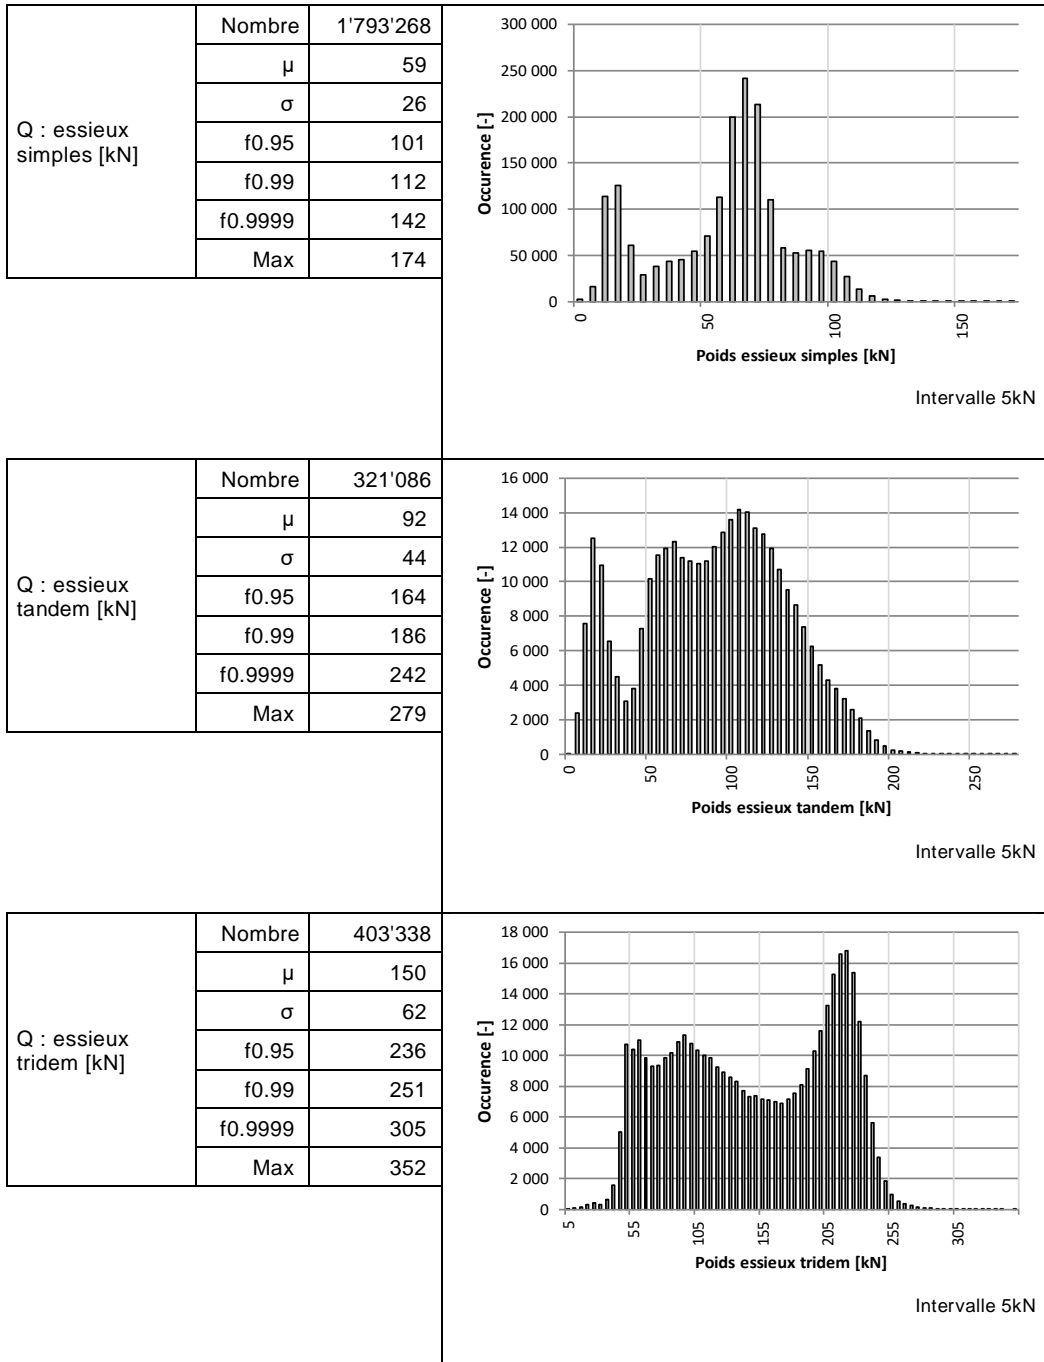 Q : essieux
simples [kN]
Nombre 1'793'268
µ 59
σ 26
f0.95 101
f0.99 112
f0.9999 142
Max 174
300 000
250 000
200 000
150 000
100 000
50 000
0
Occurence [-]
0 50 100 150
Poids essieux simples [kN]
Intervalle 5kN
Q : essieux
tandem [kN]
Nombre 321'086
µ 92
σ 44
f0.95 164
f0.99 186
f0.9999 242
Max 279
16 000
14 000
12 000
10 000
8 000
6 000
4 000
2 000
0
Occurence [-]
0 50 100 150 200 250
Poids essieux tandem [kN]
Intervalle 5kN
Q : essieux
tridem [kN]
Nombre 403'338
µ 150
σ 62
f0.95 236
f0.99 251
f0.9999 305
Max 352
18 000
16 000
14 000
12 000
10 000
8 000
6 000
4 000
2 000
0
Occurence [-]
5 55 105 155 205 255 305
Poids essieux tridem [kN]
Intervalle 5kN